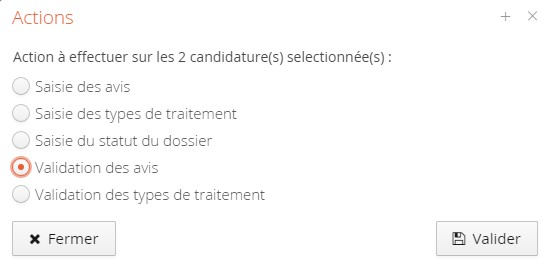 Actions
Action à effectuer sur les 2 candidature(s) selectionnée(s) :
Saisie des avis
Saisie des types de traitement
Saisie du statut du dossier
Validation des avis
Validation des types de traitement
Fermer
Valider